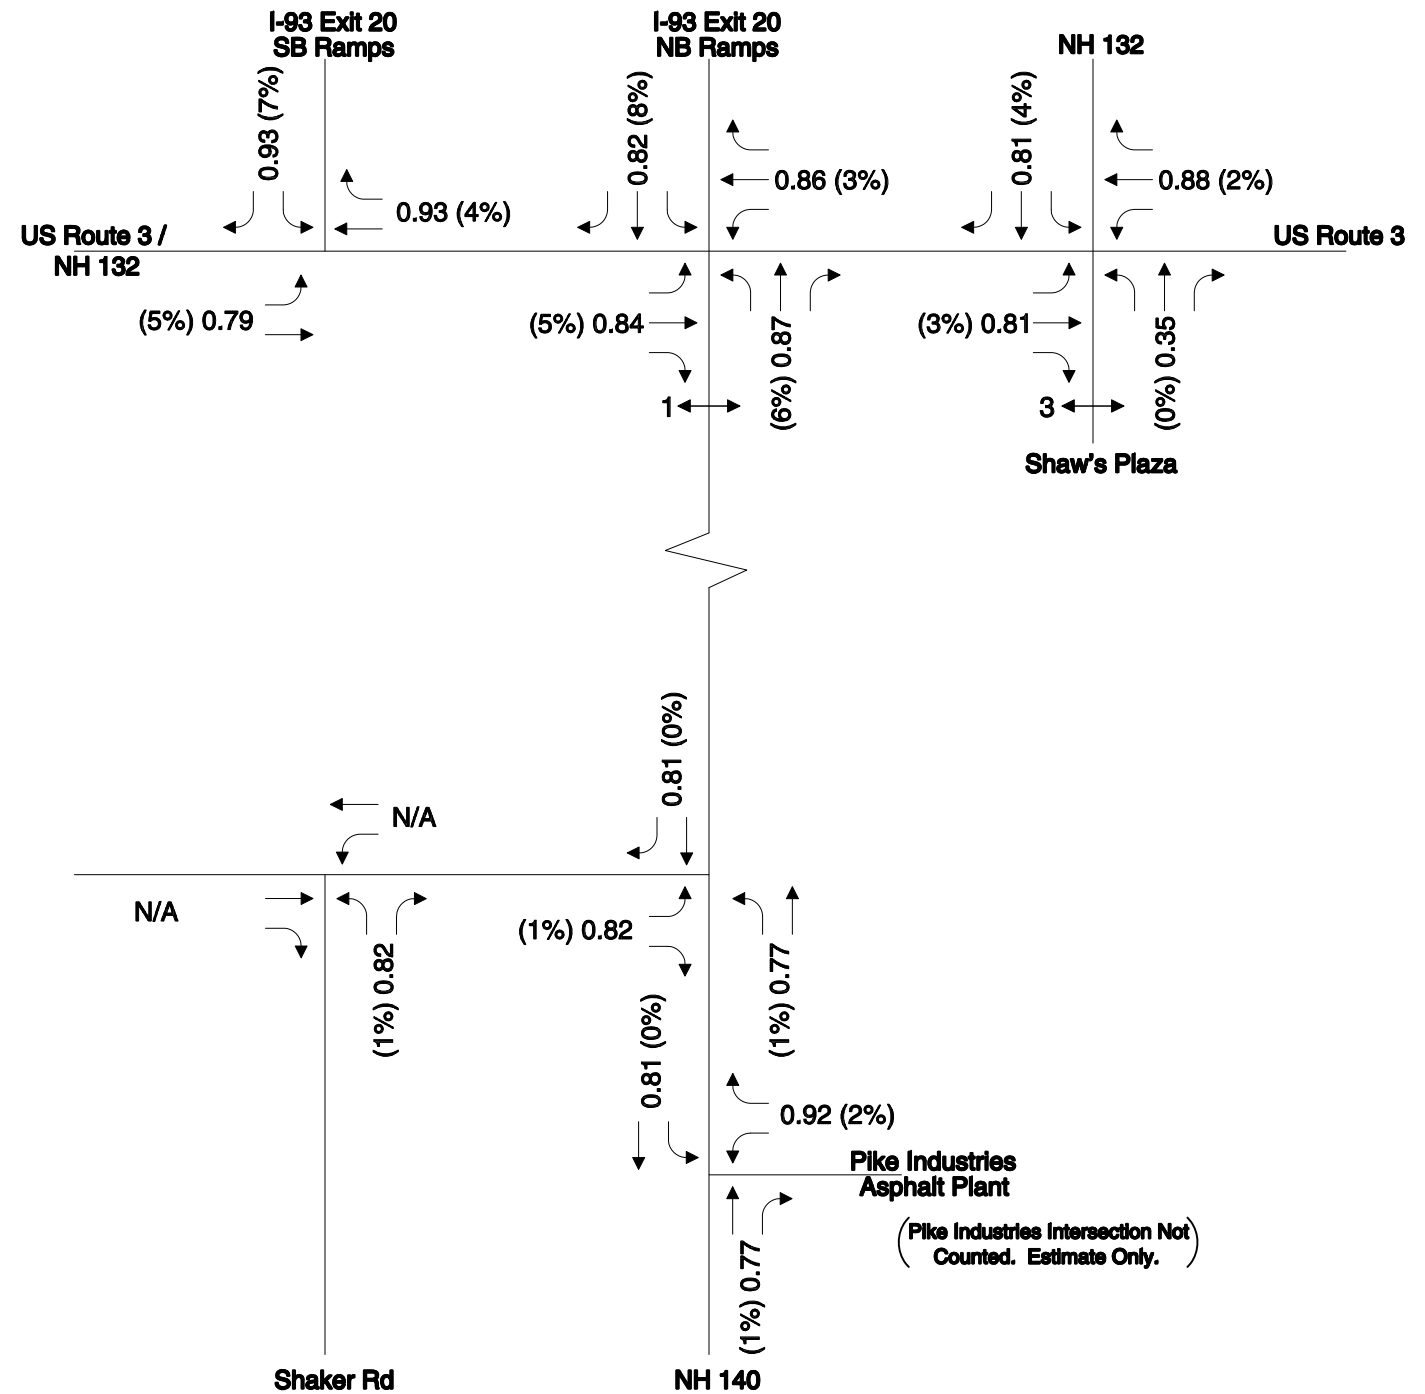 I-93 Exit 20
SB Ramps
I-93 Exit 20
NB Ramps
NH 132
0.93 (7%)
0.82 (8%)
0.81 (4%)
0.93 (4%)
0.86 (3%)
0.88 (2%)
US Route 3 /
NH 132
US Route 3
(5%) 0.79
(5%) 0.84
(6%) 0.87
(3%) 0.81
(0%) 0.35
1
3
Shaw's Plaza
0.81 (0%)
N/A
N/A
(1%) 0.82
(1%) 0.82
(1%) 0.77
0.81 (0%)
0.92 (2%)
Pike Industries
Asphalt Plant
(Pike Industries Intersection Not
Counted. Estimate Only.)
(1%) 0.77
Shaker Rd
NH 140